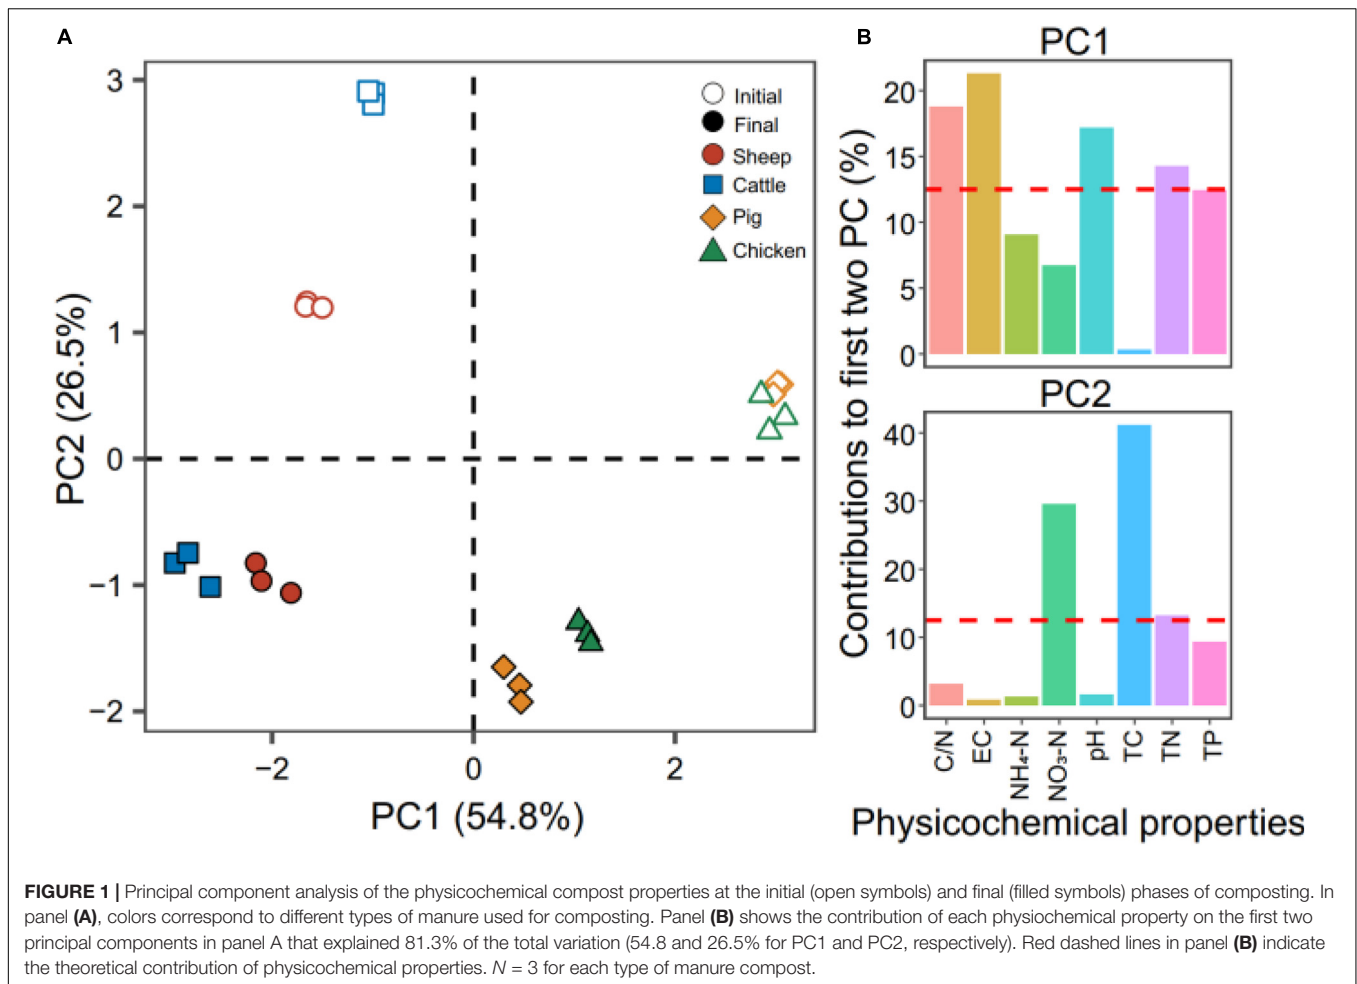 A
3
2
1
0
−1
−2
PC2 (26.5%)
−2
0
2
PC1 (54.8%)
Initial
Final
Sheep
Cattle
Pig
Chicken
B
PC1
20
15
10
5
0
PC2
40
30
20
10
0
Contributions to first two PC (%)
C/N
EC
NH₄-N
NO₃-N
pH
TC
TN
TP
Physicochemical properties
FIGURE 1 | Principal component analysis of the physicochemical compost properties at the initial (open symbols) and final (filled symbols) phases of composting. In
panel (A), colors correspond to different types of manure used for composting. Panel (B) shows the contribution of each physiochemical property on the first two
principal components in panel A that explained 81.3% of the total variation (54.8 and 26.5% for PC1 and PC2, respectively). Red dashed lines in panel (B) indicate
the theoretical contribution of physicochemical properties. N = 3 for each type of manure compost.